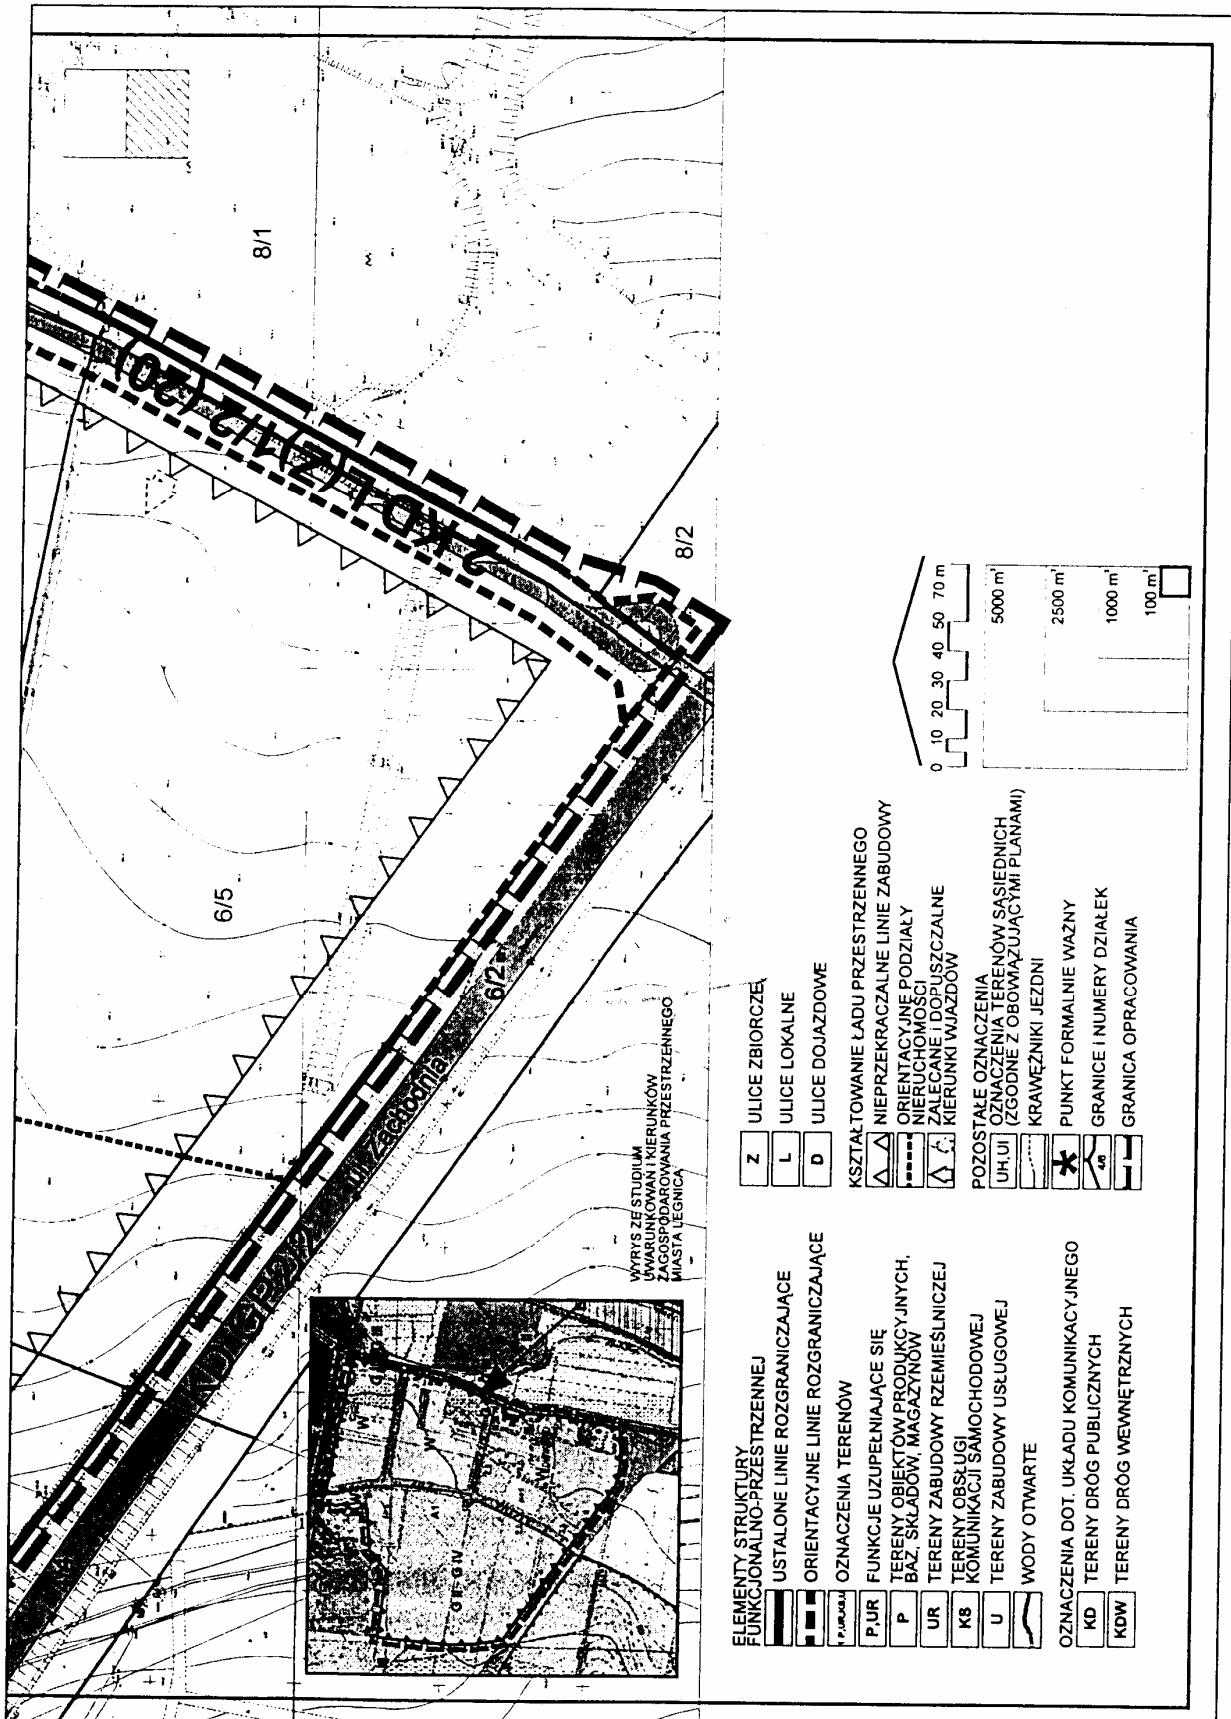 8/1
2 KDL(Z)1/2 (20)
8/2
6/5
6/2
ul. Zachodnia
WYRYS ZE STUDIUM
UWARUNKOWAN I KIERUNKÓW
ZAGOSPODAROWANIA PRZESTRZENNEGO
MIASTA LEGNICA
ELEMENTY STRUKTURY
FUNKCJONALNO-PRZESTRZENNEJ
USTALONE LINIE ROZGRANICZAJĄCE
ORIENTACYJNE LINIE ROZGRANICZAJĄCE
OZNACZENIA TERENÓW
P,UR FUNKCJE UZUPEŁNIAJĄCE SIĘ
P TERENY OBIEKTÓW PRODUKCYJNYCH,
BAZ, SKŁADÓW, MAGAZYNÓW
UR TERENY ZABUDOWY RZEMIEŚLNICZEJ
KS TERENY OBSŁUGI
KOMUNIKACJI SAMOCHODOWEJ
U TERENY ZABUDOWY USŁUGOWEJ
WODY OTWARTE
OZNACZENIA DOT. UKŁADU KOMUNIKACYJNEGO
KD TERENY DRÓG PUBLICZNYCH
KDW TERENY DRÓG WEWNĘTRZNYCH
Z ULICE ZBIORCZE
L ULICE LOKALNE
D ULICE DOJAZDOWE
KSZTAŁTOWANIE ŁADU PRZESTRZENNEGO
NIEPRZEKRACZALNE LINIE ZABUDOWY
ORIENTACYJNE PODZIAŁY
NIERUCHOMOŚCI
ZALECANE I DOPUSZCZALNE
KIERUNKI WJAZDÓW
POZOSTAŁE OZNACZENIA
UH,UI OZNACZENIA TERENÓW SĄSIEDNICH
(ZGODNE Z OBOWIĄZUJĄCYMI PLANAMI)
KRAWĘŻNIKI JEZDNI
PUNKT FORMALNIE WAŻNY
4/6 GRANICE I NUMERY DZIAŁEK
GRANICA OPRACOWANIA
0 10 20 30 40 50 70 m
5000 m²
2500 m²
1000 m²
100 m²